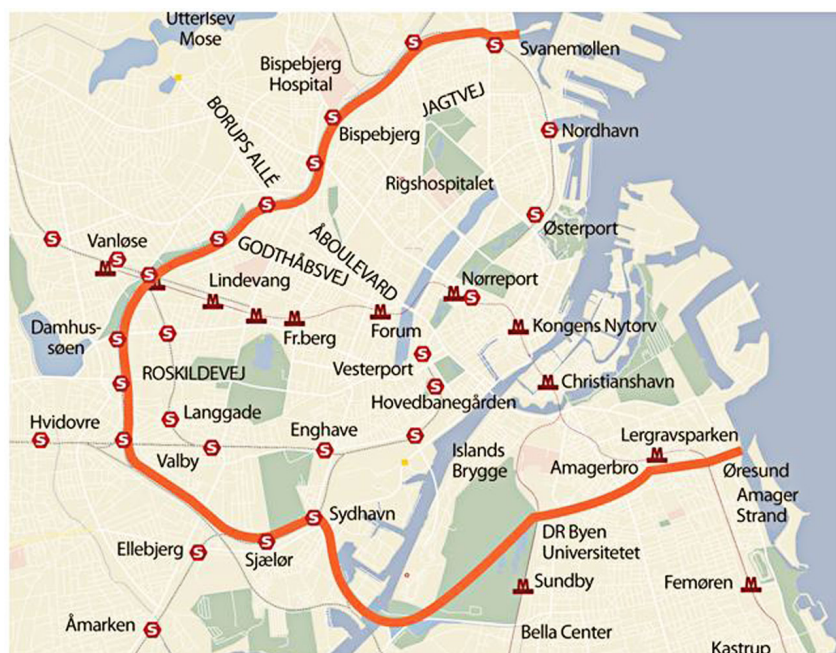 Utterlsev
Mose
Svanemøllen
Bispebjerg
Hospital
BORUPS ALLÉ
JAGTVEJ
Bispebjerg
Nordhavn
Rigshospitalet
Østerport
Vanløse
GODTHÅBSVEJ
ÅBOULEVARD
Lindevang
Nørreport
Damhus-
søen
Fr.berg
Forum
Kongens Nytorv
Vesterport
ROSKILDEVEJ
Christianshavn
Hovedbanegården
Langgade
Hvidovre
Enghave
Valby
Islands
Brygge
Lergravsparken
Amagerbro
Øresund
Amager
Strand
Sydhavn
DR Byen
Universitetet
Ellebjerg
Sjælør
Sundby
Femøren
Åmarken
Bella Center
Kastrup